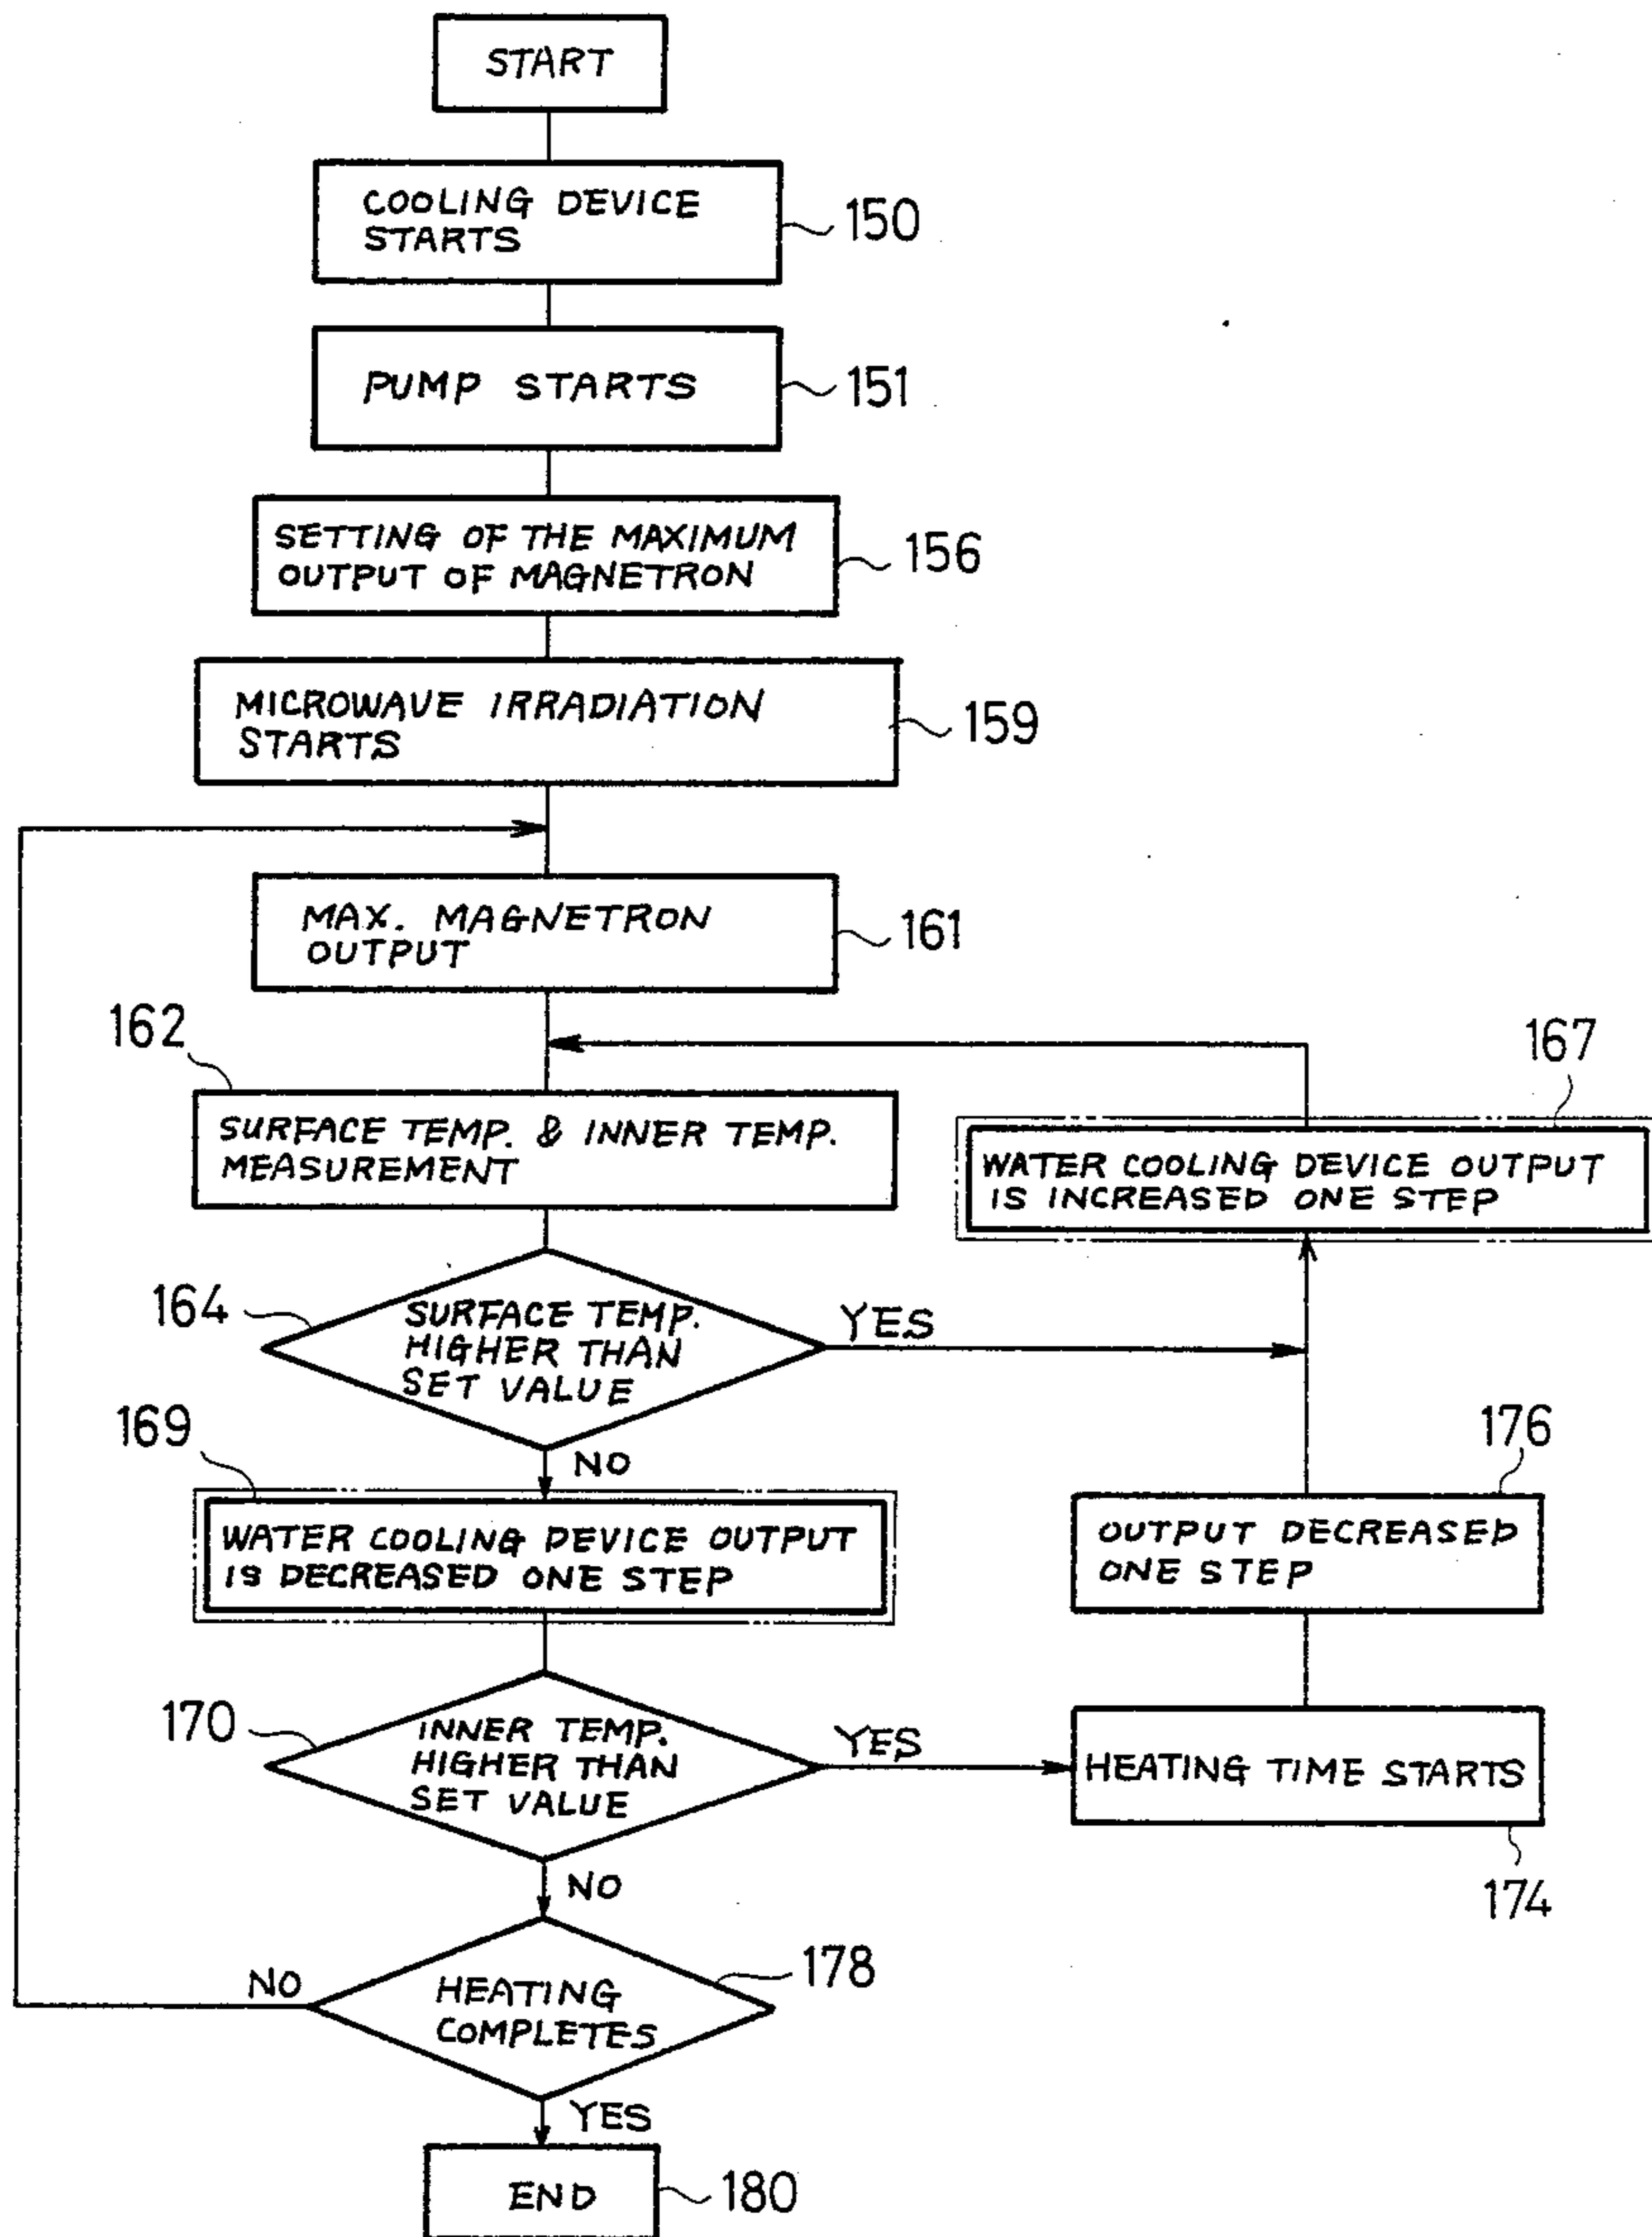 START
COOLING DEVICE
STARTS
150
PUMP STARTS
151
SETTING OF THE MAXIMUM
OUTPUT OF MAGNETRON
156
MICROWAVE IRRADIATION
STARTS
159
MAX. MAGNETRON
OUTPUT
161
162
SURFACE TEMP. & INNER TEMP.
MEASUREMENT
167
WATER COOLING DEVICE OUTPUT
IS INCREASED ONE STEP
164
SURFACE TEMP.
HIGHER THAN
SET VALUE
YES
NO
169
WATER COOLING DEVICE OUTPUT
IS DECREASED ONE STEP
176
OUTPUT DECREASED
ONE STEP
170
INNER TEMP.
HIGHER THAN
SET VALUE
YES
HEATING TIME STARTS
174
NO
178
HEATING
COMPLETES
NO
YES
END
180